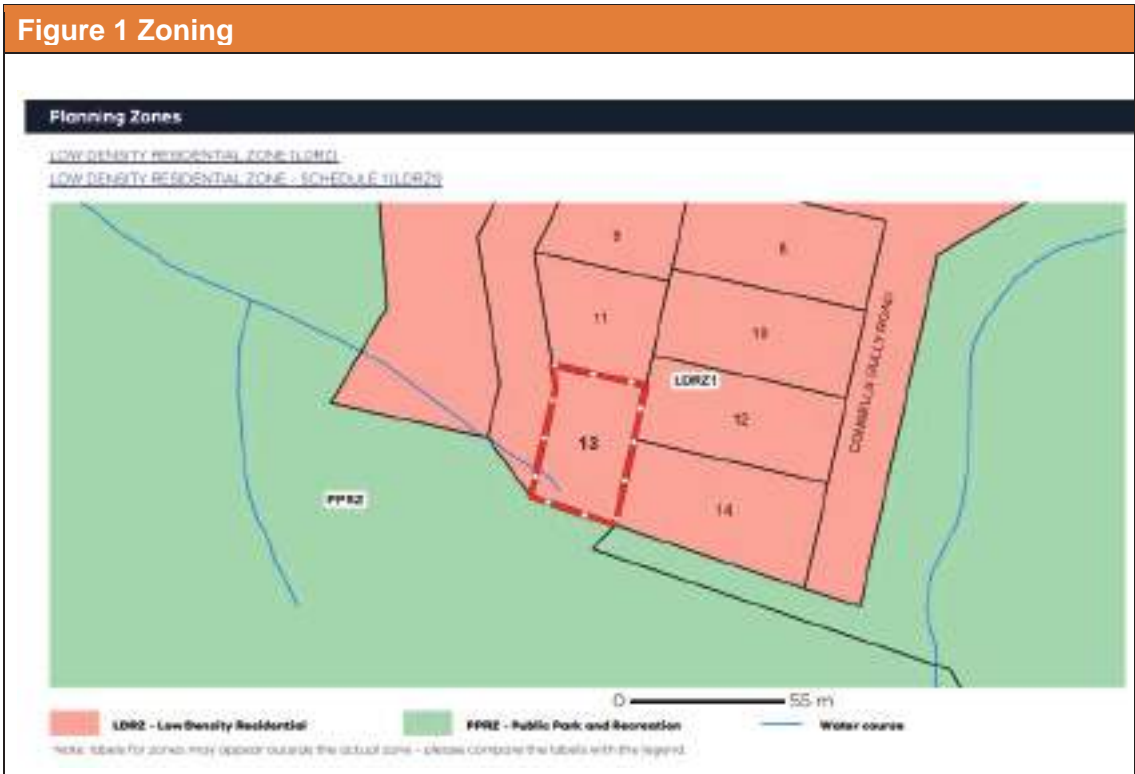 Figure 1 Zoning
Planning Zones
LOW DENSITY RESIDENTIAL ZONE (LDRZ)
LOW DENSITY RESIDENTIAL ZONE - SCHEDULE 1 (LDRZ1)
9
8
11
10
LDRZ1
12
13
14
GULLY ROAD
PPRZ
0 55 m
LDRZ - Low Density Residential
PPRZ - Public Park and Recreation
Water course
Note: labels for zones may appear outside the actual zone - please compare the labels with the legend.